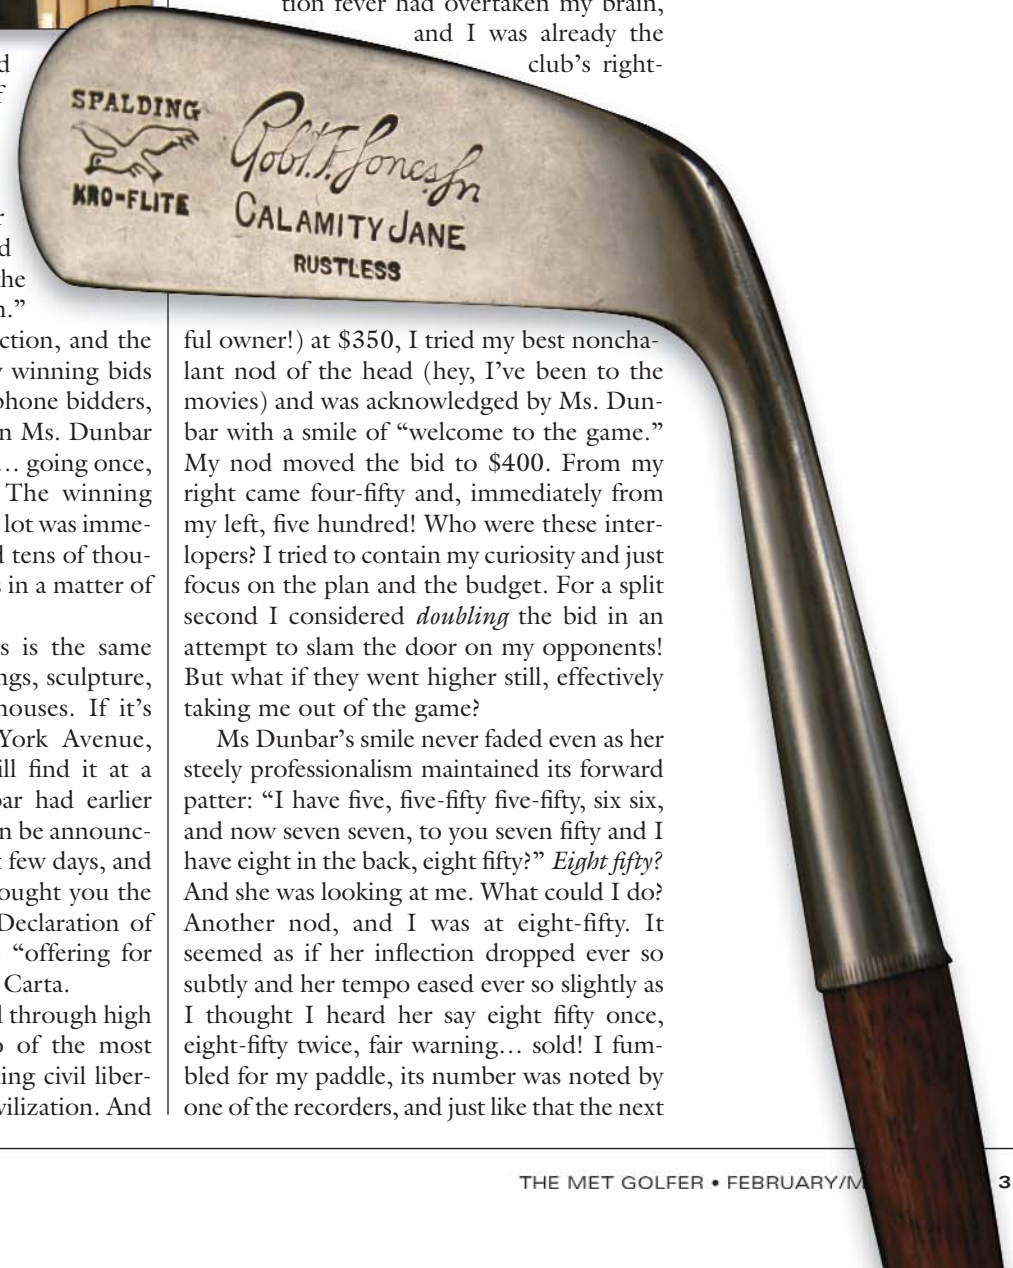 tion fever had overtaken my brain,
and I was already the
club's right-
SPALDING
KRO-FLITE
Robt. T. Jones Jr.
CALAMITY JANE
RUSTLESS
d
f
r
d
he
n.”
ction, and the
winning bids
phone bidders,
n Ms. Dunbar
… going once,
The winning
lot was imme-
d tens of thou-
s in a matter of
s is the same
ngs, sculpture,
houses. If it’s
York Avenue,
ill find it at a
bar had earlier
n be announc-
t few days, and
ought you the
Declaration of
“offering for
Carta.
l through high
o of the most
ing civil liber-
vilization. And
ful owner!) at $350, I tried my best noncha-
lant nod of the head (hey, I’ve been to the
movies) and was acknowledged by Ms. Dun-
bar with a smile of “welcome to the game.”
My nod moved the bid to $400. From my
right came four-fifty and, immediately from
my left, five hundred! Who were these inter-
lopers? I tried to contain my curiosity and just
focus on the plan and the budget. For a split
second I considered doubling the bid in an
attempt to slam the door on my opponents!
But what if they went higher still, effectively
taking me out of the game?
Ms Dunbar’s smile never faded even as her
steely professionalism maintained its forward
patter: “I have five, five-fifty five-fifty, six six,
and now seven seven, to you seven fifty and I
have eight in the back, eight fifty?” Eight fifty?
And she was looking at me. What could I do?
Another nod, and I was at eight-fifty. It
seemed as if her inflection dropped ever so
subtly and her tempo eased ever so slightly as
I thought I heard her say eight fifty once,
eight-fifty twice, fair warning… sold! I fum-
bled for my paddle, its number was noted by
one of the recorders, and just like that the next
THE MET GOLFER • FEBRUARY/M
3